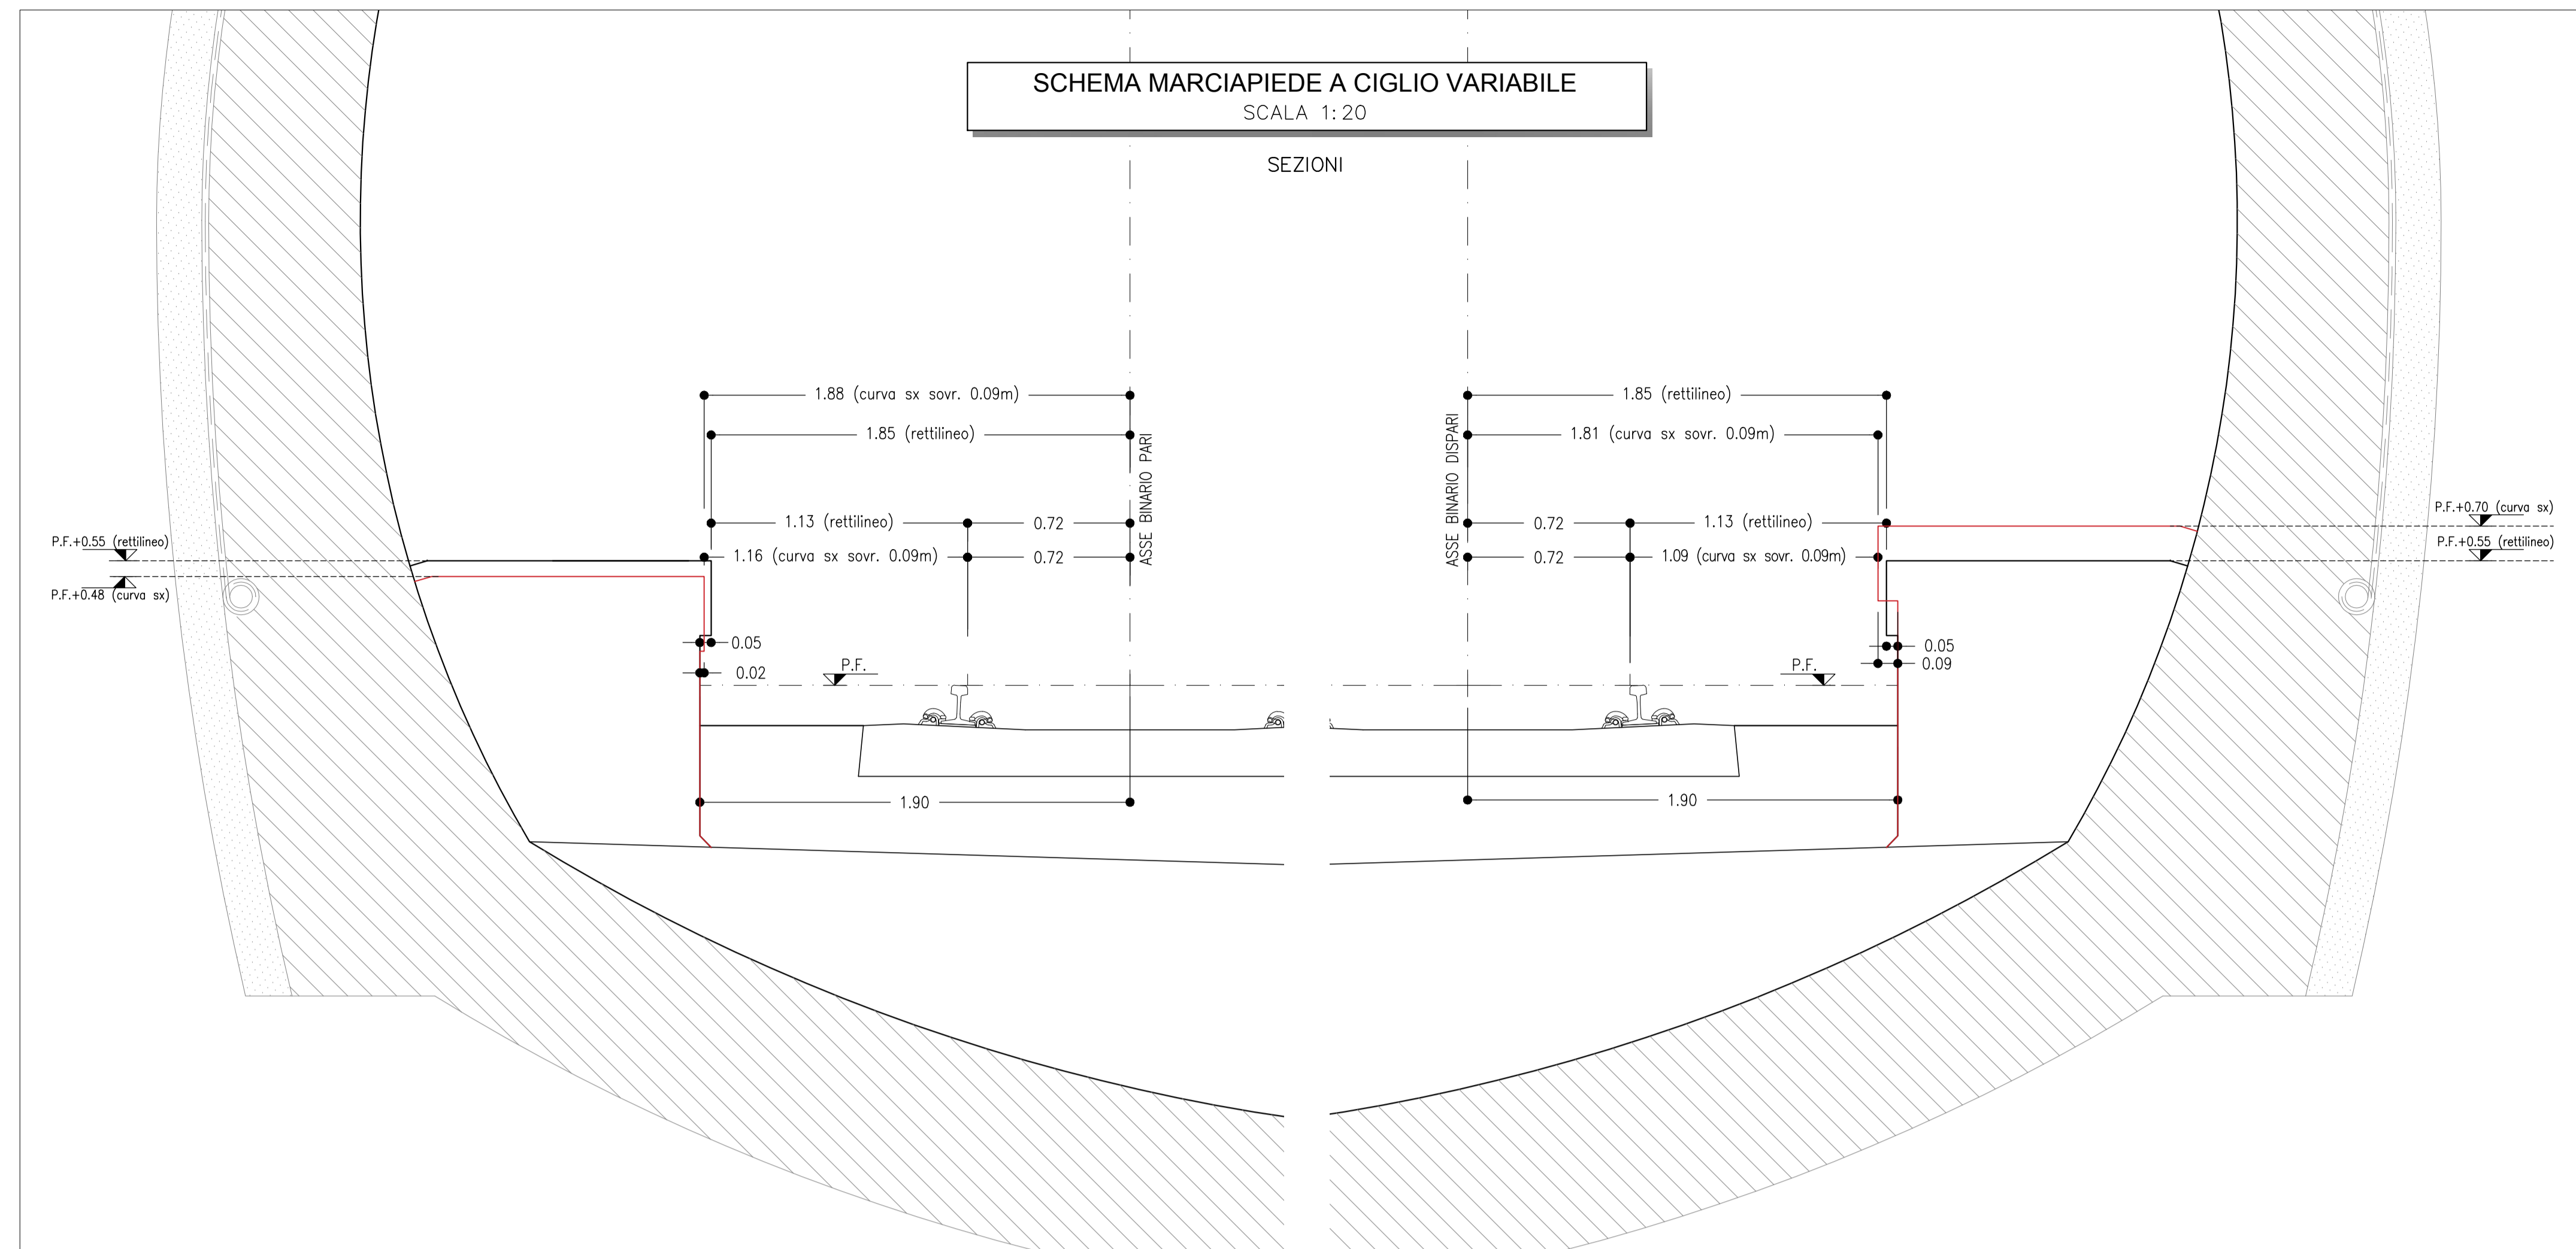 SCHEMA MARCIAPIEDE A CIGLIO VARIABILE
SCALA 1:20
SEZIONI
1.88 (curva sx sovr. 0.09m)
1.85 (rettilineo)
1.13 (rettilineo)
0.72
1.16 (curva sx sovr. 0.09m)
0.72
ASSE BINARIO PARI
P.F.+0.55 (rettilineo)
P.F.+0.48 (curva sx)
0.05
0.02
P.F.
1.90
ASSE BINARIO DISPARI
1.85 (rettilineo)
1.81 (curva sx sovr. 0.09m)
0.72
1.13 (rettilineo)
0.72
1.09 (curva sx sovr. 0.09m)
P.F.+0.70 (curva sx)
P.F.+0.55 (rettilineo)
0.05
0.09
P.F.
1.90